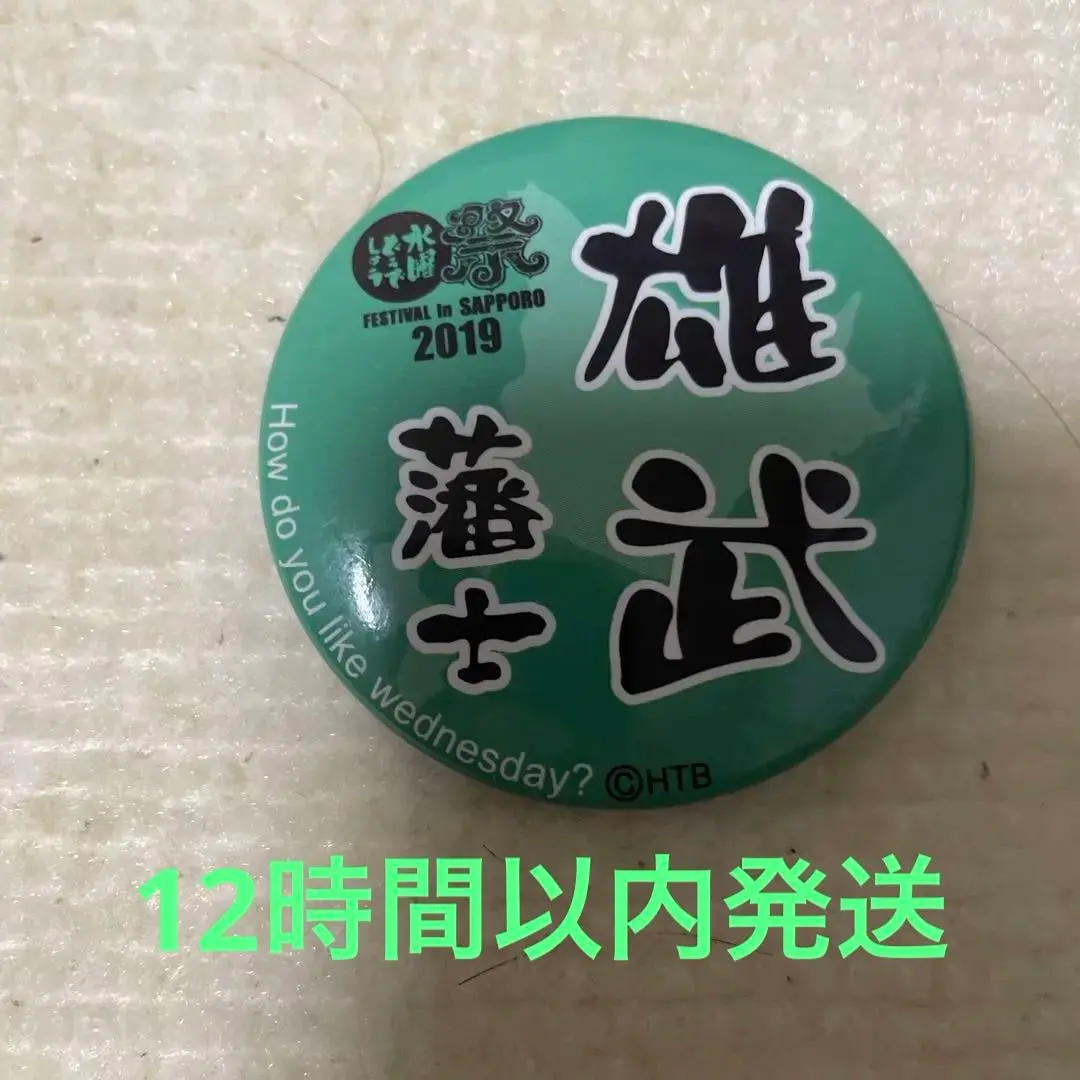 水曜
どうで
しょう
祭
FESTIVAL in SAPPORO
2019
雄武
藩士
How do you like wednesday?
©HTB
12時間以内発送